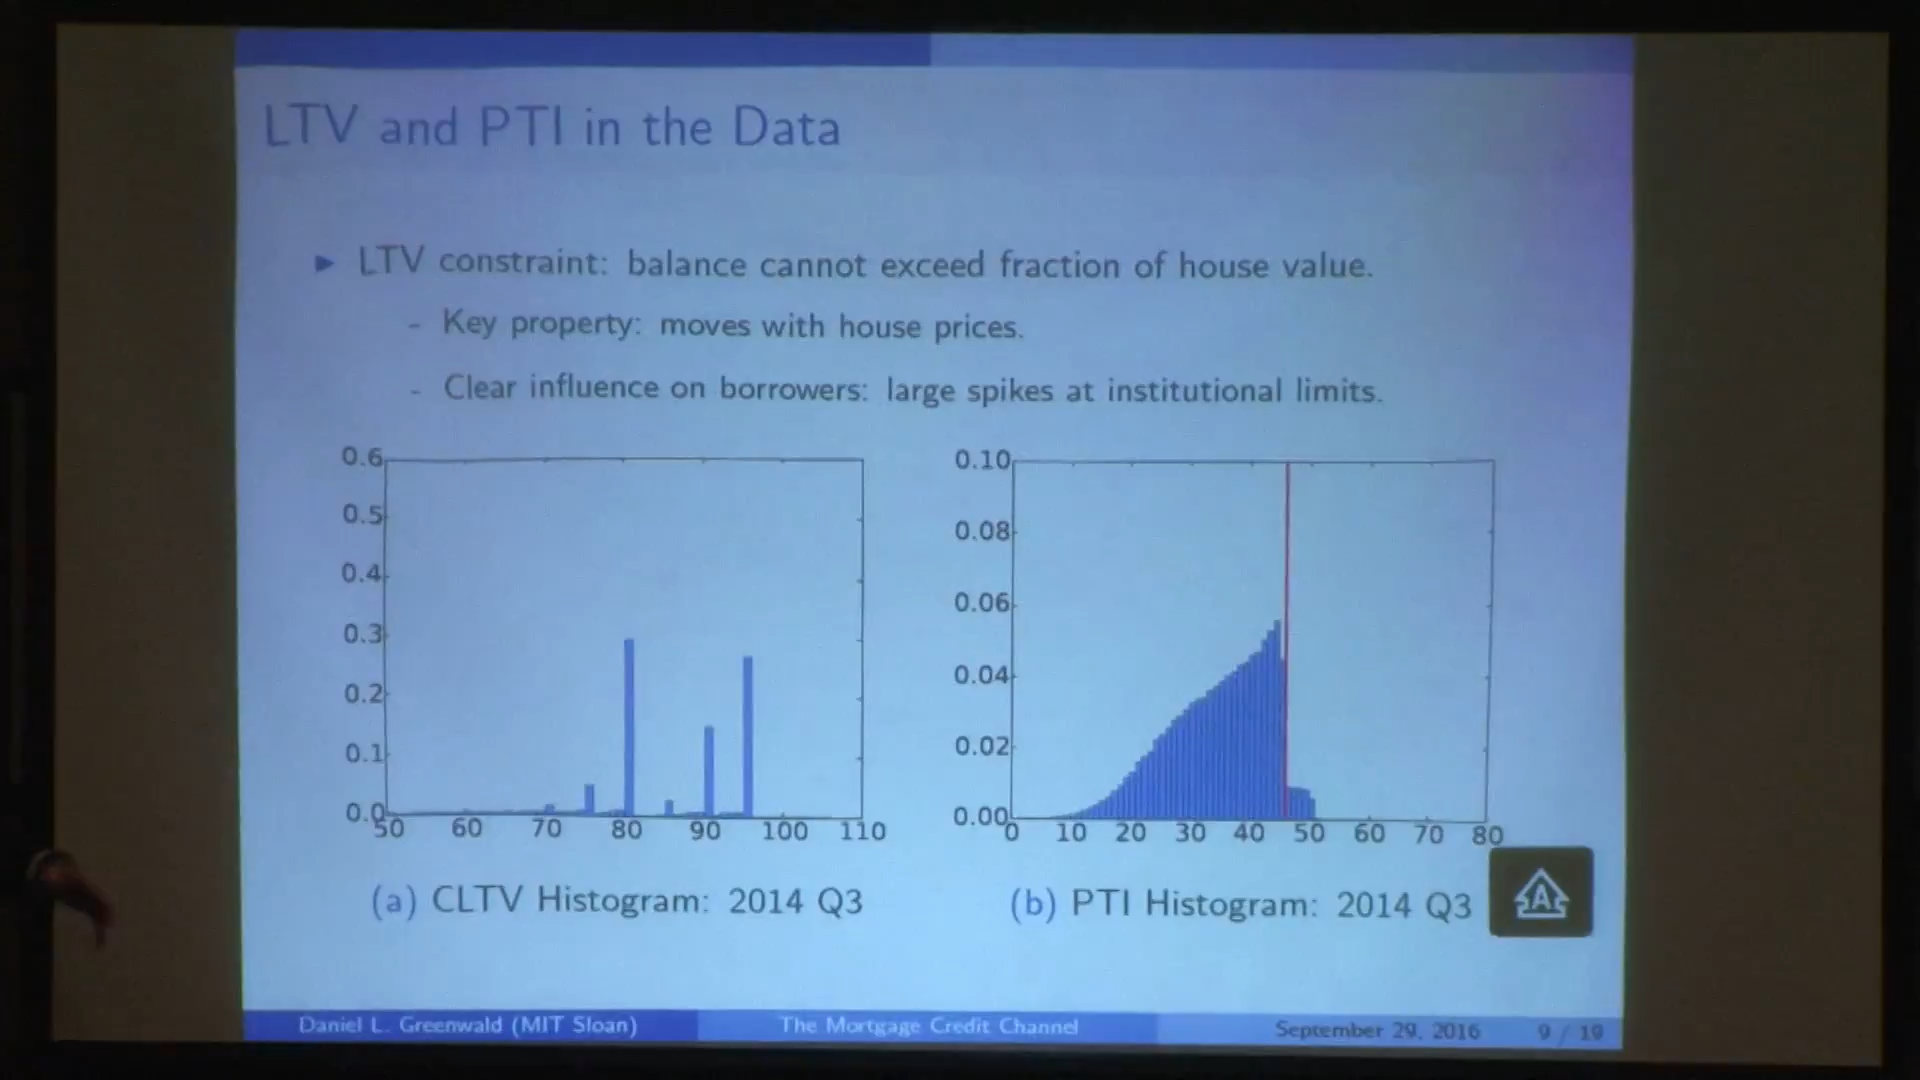 LTV and PTI in the Data
LTV constraint: balance cannot exceed fraction of house value.
- Key property: moves with house prices.
- Clear influence on borrowers: large spikes at institutional limits.
0.6
0.5
0.4
0.3
0.2
0.1
0.0
50 60 70 80 90 100 110
(a) CLTV Histogram: 2014 Q3
0.10
0.08
0.06
0.04
0.02
0.00
0 10 20 30 40 50 60 70 80
(b) PTI Histogram: 2014 Q3
A
Daniel L. Greenwald (MIT Sloan) The Mortgage Credit Channel September 29, 2016 9 / 19